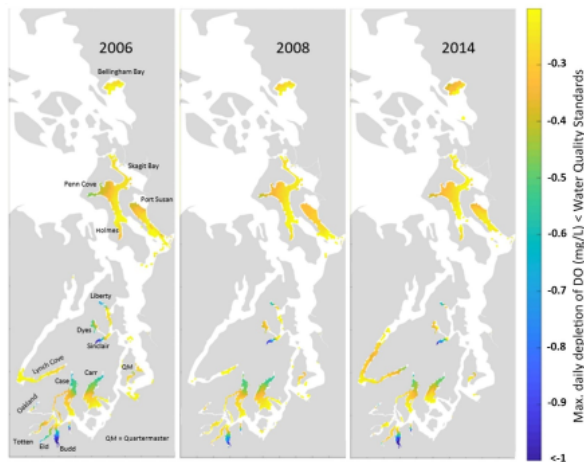 2006
2008
2014
Bellingham Bay
Skagit Bay
Penn Cove
Port Susan
Holmes
Liberty
Dyes
Sinclair
Lynch Cove
QM
Case
Carr
Oakland
Totten
Eld
Budd
QM = Quartermaster
-0.3
-0.4
-0.5
-0.6
-0.7
-0.8
-0.9
<-1
Max. daily depletion of DO (mg/L) < Water Quality Standards